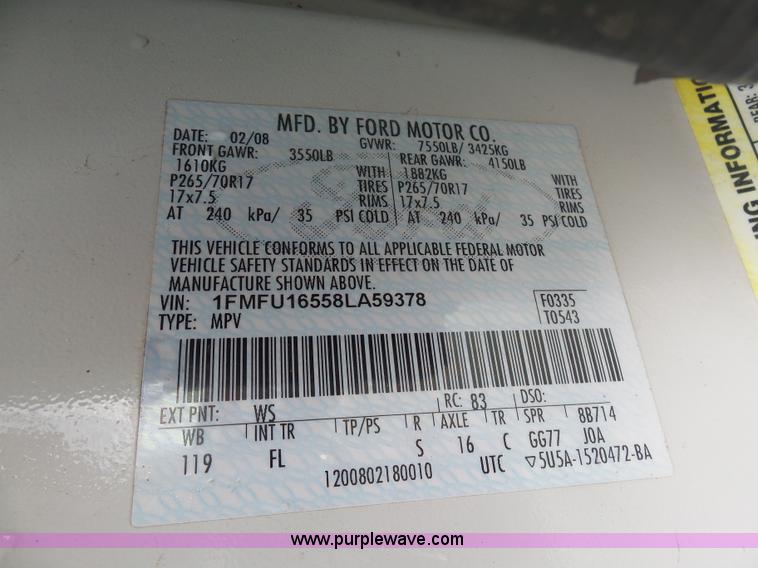 MFD. BY FORD MOTOR CO.
DATE: 02/08 GVWR: 7550LB/ 3425KG
FRONT GAWR: 3550LB REAR GAWR: 4150LB
1610KG WITH 1882KG WITH
P265/70R17 TIRES P265/70R17 TIRES
17x7.5 RIMS 17x7.5 RIMS
AT 240 kPa/ 35 PSI COLD AT 240 kPa/ 35 PSI COLD
THIS VEHICLE CONFORMS TO ALL APPLICABLE FEDERAL MOTOR
VEHICLE SAFETY STANDARDS IN EFFECT ON THE DATE OF
MANUFACTURE SHOWN ABOVE.
VIN: 1FMFU16558LA59378 F0335
TYPE: MPV T0543
EXT PNT: WS RC: 83 DSO:
WB INT TR TP/PS R AXLE TR SPR 8B714
119 FL S 16 C GG77 JOA
1200802180010 UTC ▽5U5A-1520472-BA
ING INFORMATION
REAR: 3
www.purplewave.com